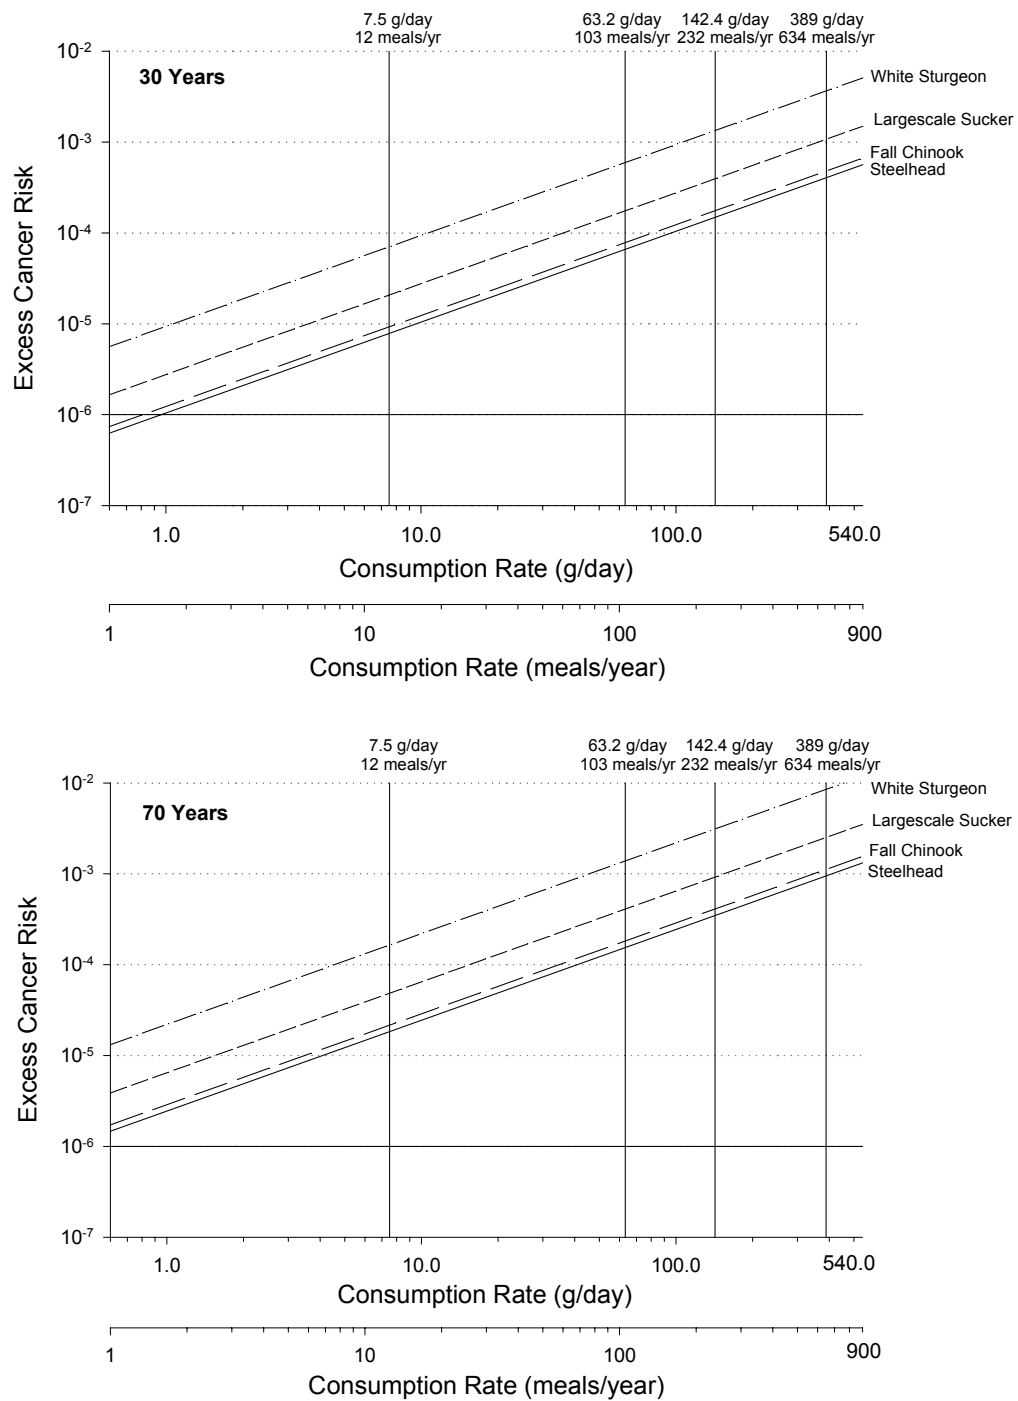 7.5 g/day 63.2 g/day 142.4 g/day 389 g/day
12 meals/yr 103 meals/yr 232 meals/yr 634 meals/yr
10-2
30 Years
White Sturgeon
Largescale Sucker
10-3
Fall Chinook
Steelhead
Excess Cancer Risk
10-4
10-5
10-6
10-7
1.0 10.0 100.0 540.0
Consumption Rate (g/day)
1 10 100 900
Consumption Rate (meals/year)
7.5 g/day 63.2 g/day 142.4 g/day 389 g/day
12 meals/yr 103 meals/yr 232 meals/yr 634 meals/yr
10-2
White Sturgeon
70 Years
Largescale Sucker
Fall Chinook
10-3
Steelhead
Excess Cancer Risk
10-4
10-5
10-6
10-7
1.0 10.0 100.0 540.0
Consumption Rate (g/day)
1 10 100 900
Consumption Rate (meals/year)